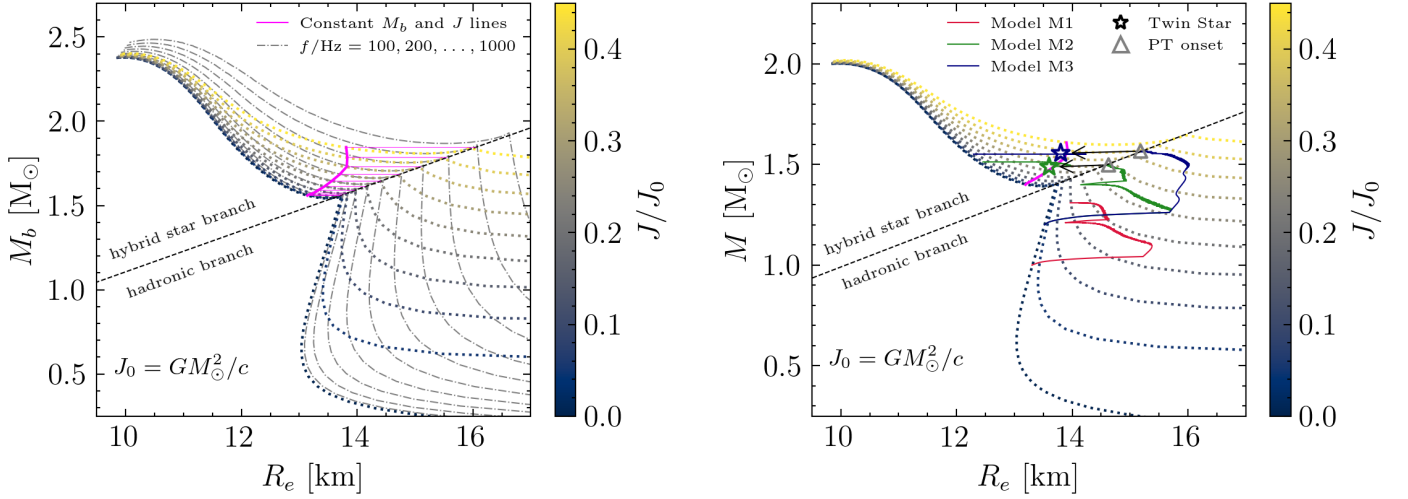 Constant $M_b$ and $J$ lines
$f$/Hz = 100, 200, . . . , 1000
2.5
2.0
1.5
1.0
0.5
$M_b$ [M$_\odot$]
hybrid star branch
hadronic branch
$J_0 = GM_\odot^2/c$
10
12
14
16
$R_e$ [km]
0.4
0.3
0.2
0.1
0.0
$J/J_0$
Model M1
Model M2
Model M3
Twin Star
PT onset
2.0
1.5
1.0
0.5
$M$ [M$_\odot$]
hybrid star branch
hadronic branch
$J_0 = GM_\odot^2/c$
10
12
14
16
$R_e$ [km]
0.4
0.3
0.2
0.1
0.0
$J/J_0$